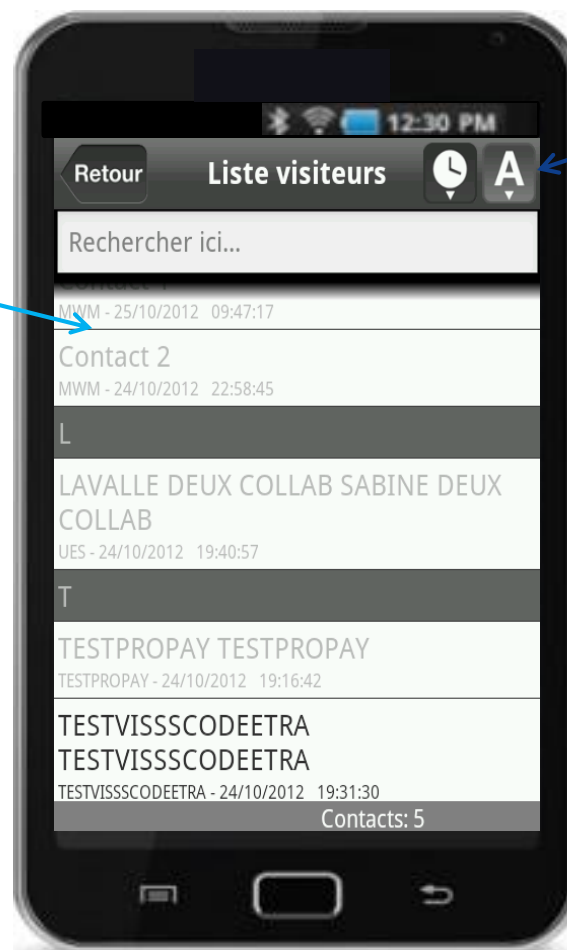 12:30 PM
Retour Liste visiteurs A
Rechercher ici...
Contact 1
MWM - 25/10/2012 09:47:17
Contact 2
MWM - 24/10/2012 22:58:45
L
LAVALLE DEUX COLLAB SABINE DEUX
COLLAB
UES - 24/10/2012 19:40:57
T
TESTPROPAY TESTPROPAY
TESTPROPAY - 24/10/2012 19:16:42
TESTVISSSCODEETRA
TESTVISSSCODEETRA
TESTVISSSCODEETRA - 24/10/2012 19:31:30
Contacts: 5